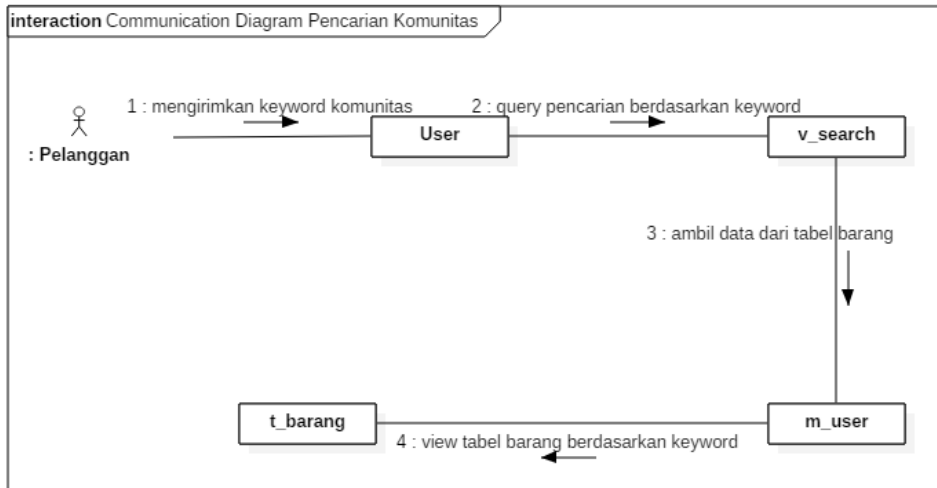 interaction Communication Diagram Pencarian Komunitas
1 : mengirimkan keyword komunitas
2 : query pencarian berdasarkan keyword
: Pelanggan
User
v_search
3 : ambil data dari tabel barang
t_barang
m_user
4 : view tabel barang berdasarkan keyword